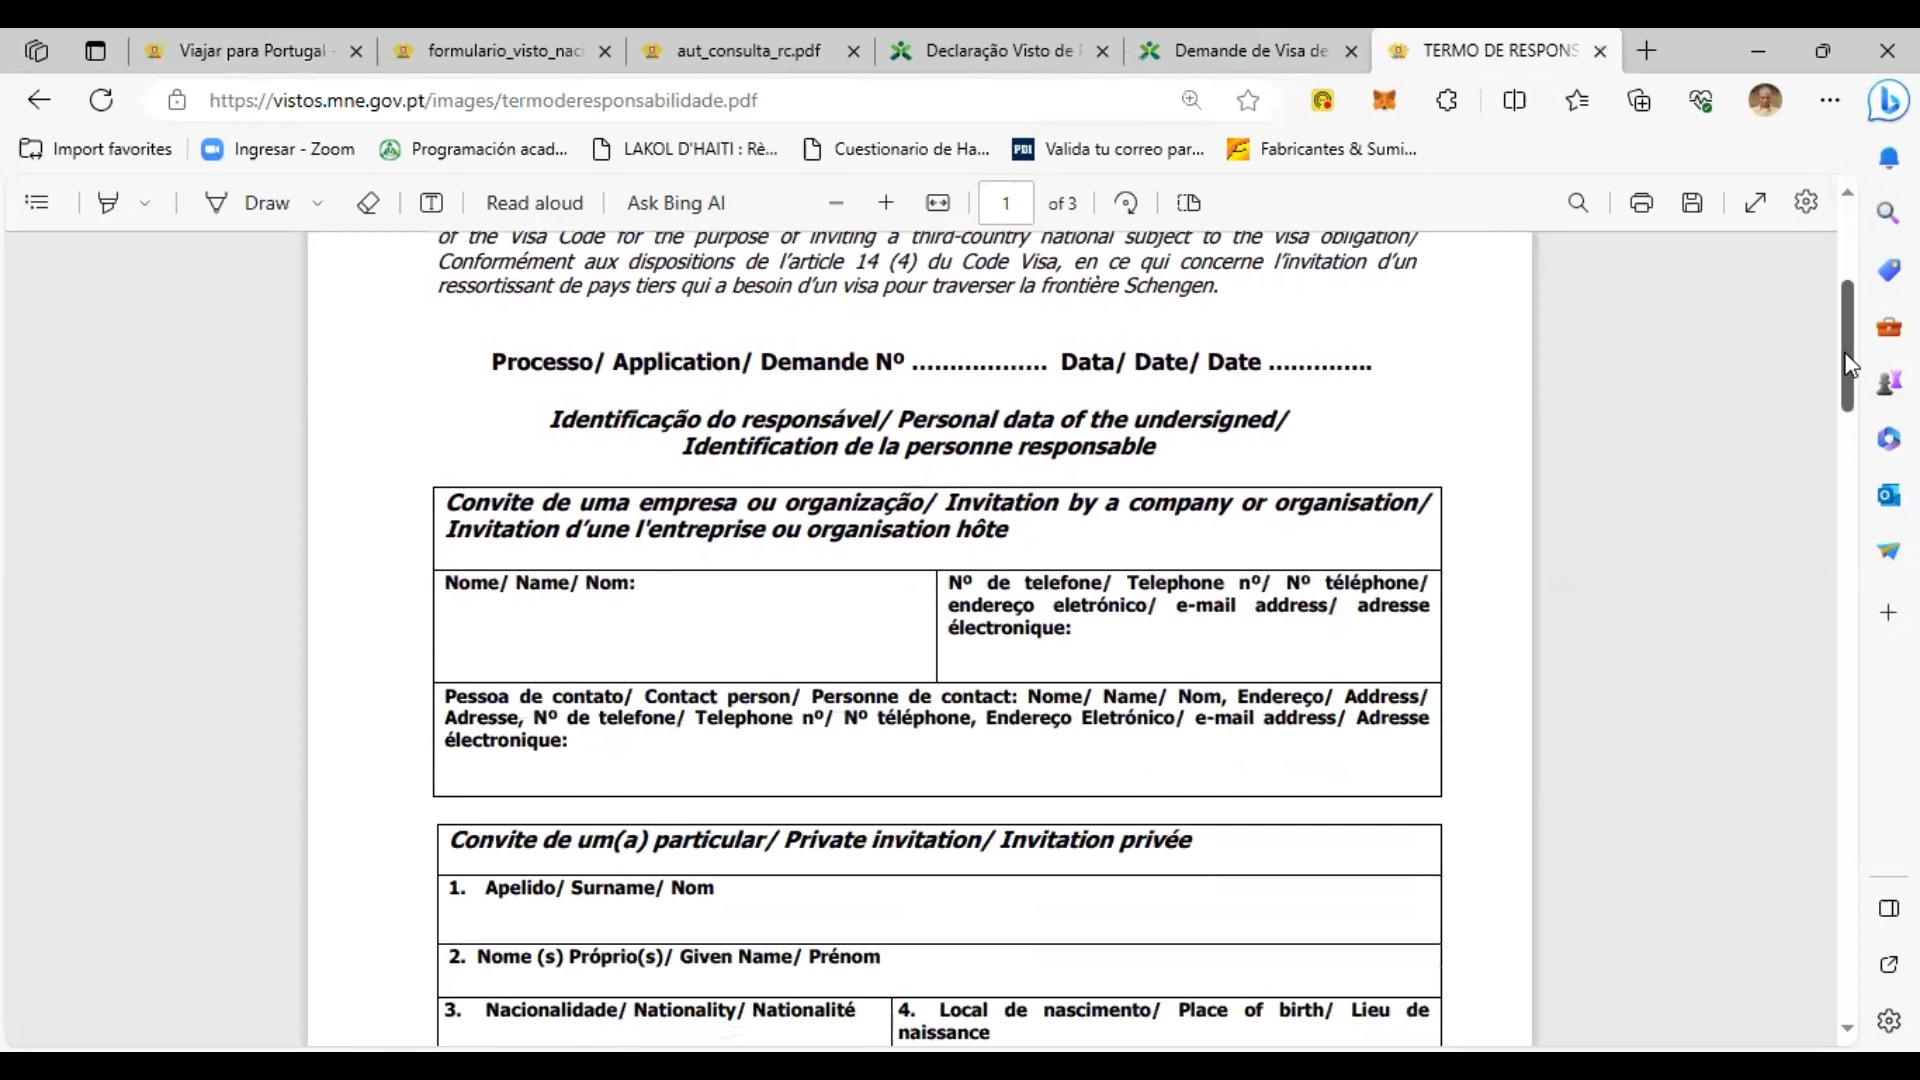 Viajar para Portugal -
formulario_visto_naci
aut_consulta_rc.pdf
Declaração Visto de
Demande de Visa de
TERMO DE RESPONS
https://vistos.mne.gov.pt/images/termoderesponsabilidade.pdf
Import favorites
Ingresar - Zoom
Programación acad...
LAKOL D'HAITI : Rè...
Cuestionario de Ha...
PDI
Valida tu correo par...
Fabricantes & Sumi...
Draw
Read aloud
Ask Bing AI
1
of 3
of the Visa Code for the purpose of inviting a third-country national subject to the visa obligation/
Conformément aux dispositions de l'article 14 (4) du Code Visa, en ce qui concerne l'invitation d'un
ressortissant de pays tiers qui a besoin d'un visa pour traverser la frontière Schengen.
Processo/ Application/ Demande Nº .................. Data/ Date/ Date ..............
Identificação do responsável/ Personal data of the undersigned/
Identification de la personne responsable
Convite de uma empresa ou organização/ Invitation by a company or organisation/
Invitation d'une l'entreprise ou organisation hôte
Nome/ Name/ Nom:
Nº de telefone/ Telephone nº/ Nº téléphone/
endereço eletrónico/ e-mail address/ adresse
électronique:
Pessoa de contato/ Contact person/ Personne de contact: Nome/ Name/ Nom, Endereço/ Address/
Adresse, Nº de telefone/ Telephone nº/ Nº téléphone, Endereço Eletrónico/ e-mail address/ Adresse
électronique:
Convite de um(a) particular/ Private invitation/ Invitation privée
1. Apelido/ Surname/ Nom
2. Nome (s) Próprio(s)/ Given Name/ Prénom
3. Nacionalidade/ Nationality/ Nationalité
4. Local de nascimento/ Place of birth/ Lieu de
naissance